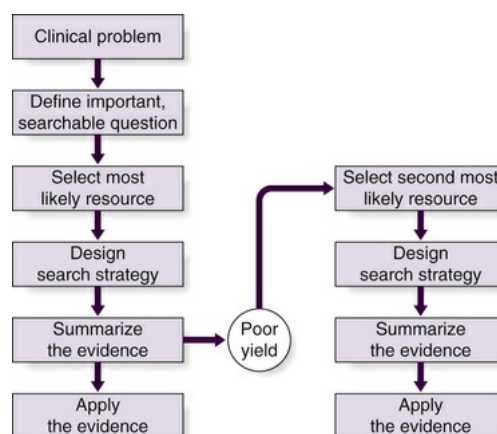 Clinical problem
Define important,
searchable question
Select most
likely resource
Design
search strategy
Summarize
the evidence
Apply
the evidence
Poor
yield
Select second most
likely resource
Design
search strategy
Summarize
the evidence
Apply
the evidence